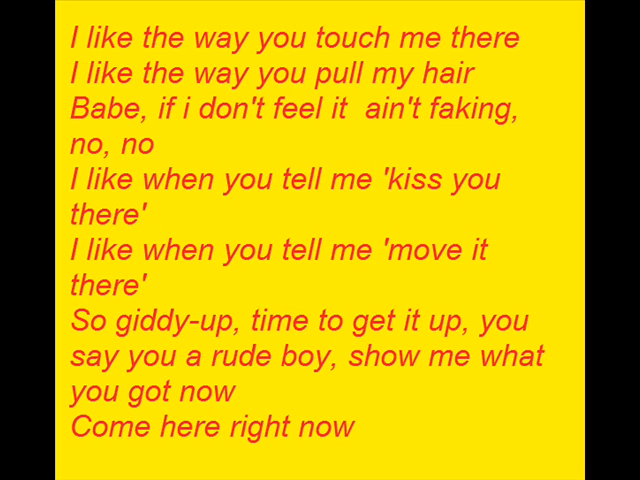 I like the way you touch me there
I like the way you pull my hair
Babe, if i don't feel it  ain't faking,
no, no
I like when you tell me 'kiss you
there'
I like when you tell me 'move it
there'
So giddy-up, time to get it up, you
say you a rude boy, show me what
you got now
Come here right now